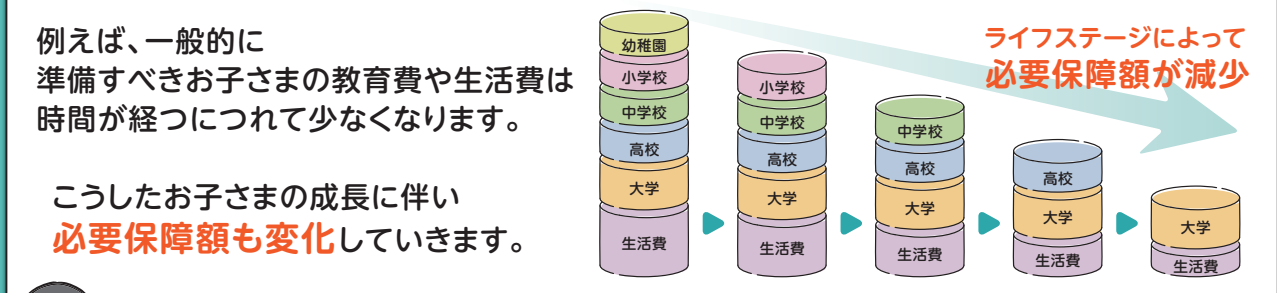 例えば、一般的に
準備すべきお子さまの教育費や生活費は
時間が経つにつれて少なくなります。
こうしたお子さまの成長に伴い
必要保障額も変化していきます。
ライフステージによって
必要保障額が減少
幼稚園
小学校
中学校
高校
大学
生活費
小学校
中学校
高校
大学
生活費
中学校
高校
大学
生活費
高校
大学
生活費
大学
生活費